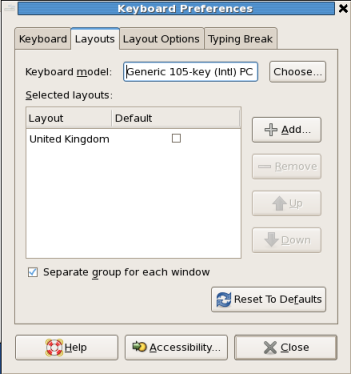 Keyboard Preferences
Keyboard Layouts Layout Options Typing Break
Keyboard model: Generic 105-key (Intl) PC Choose...
Selected layouts:
Layout Default
United Kingdom
Add...
Remove
Up
Down
Separate group for each window
Reset To Defaults
Help Accessibility... Close